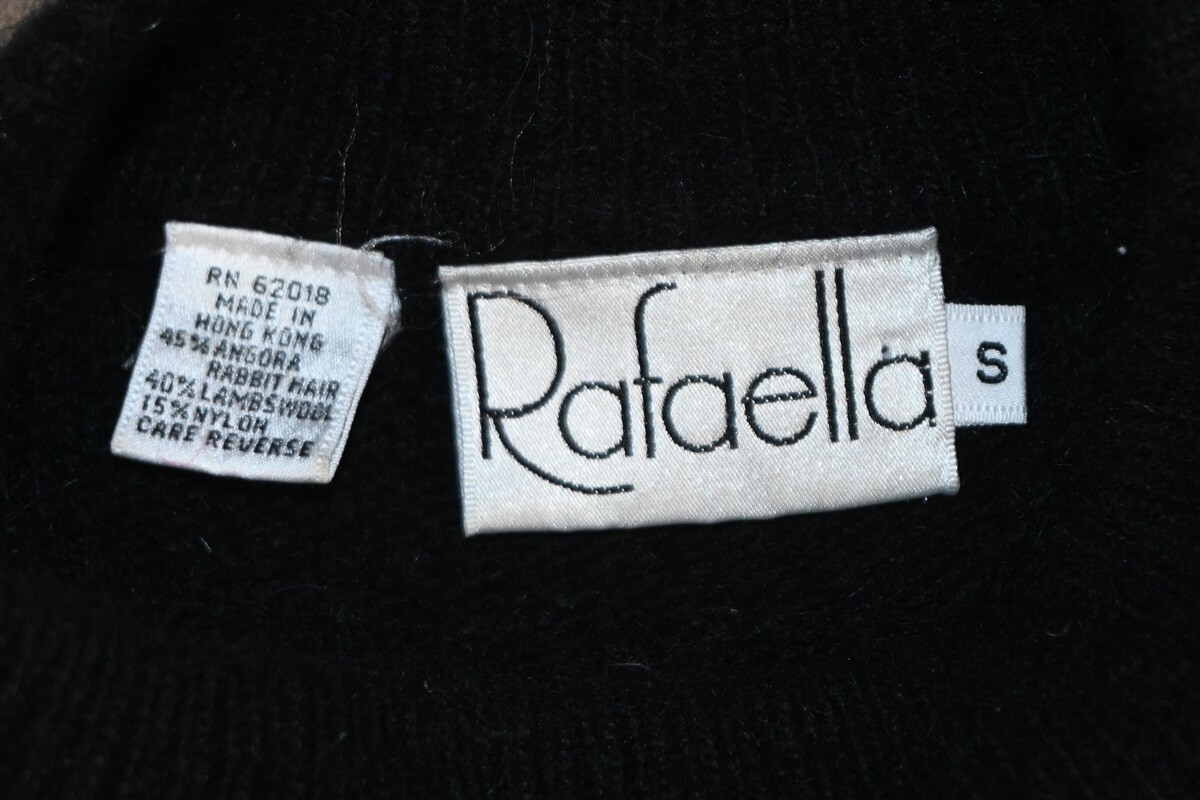 RN 62018
MADE IN
HONG KONG
45% ANGORA
RABBIT HAIR
40% LAMBSWOOL
15% NYLON
CARE REVERSE
Rafaella
S